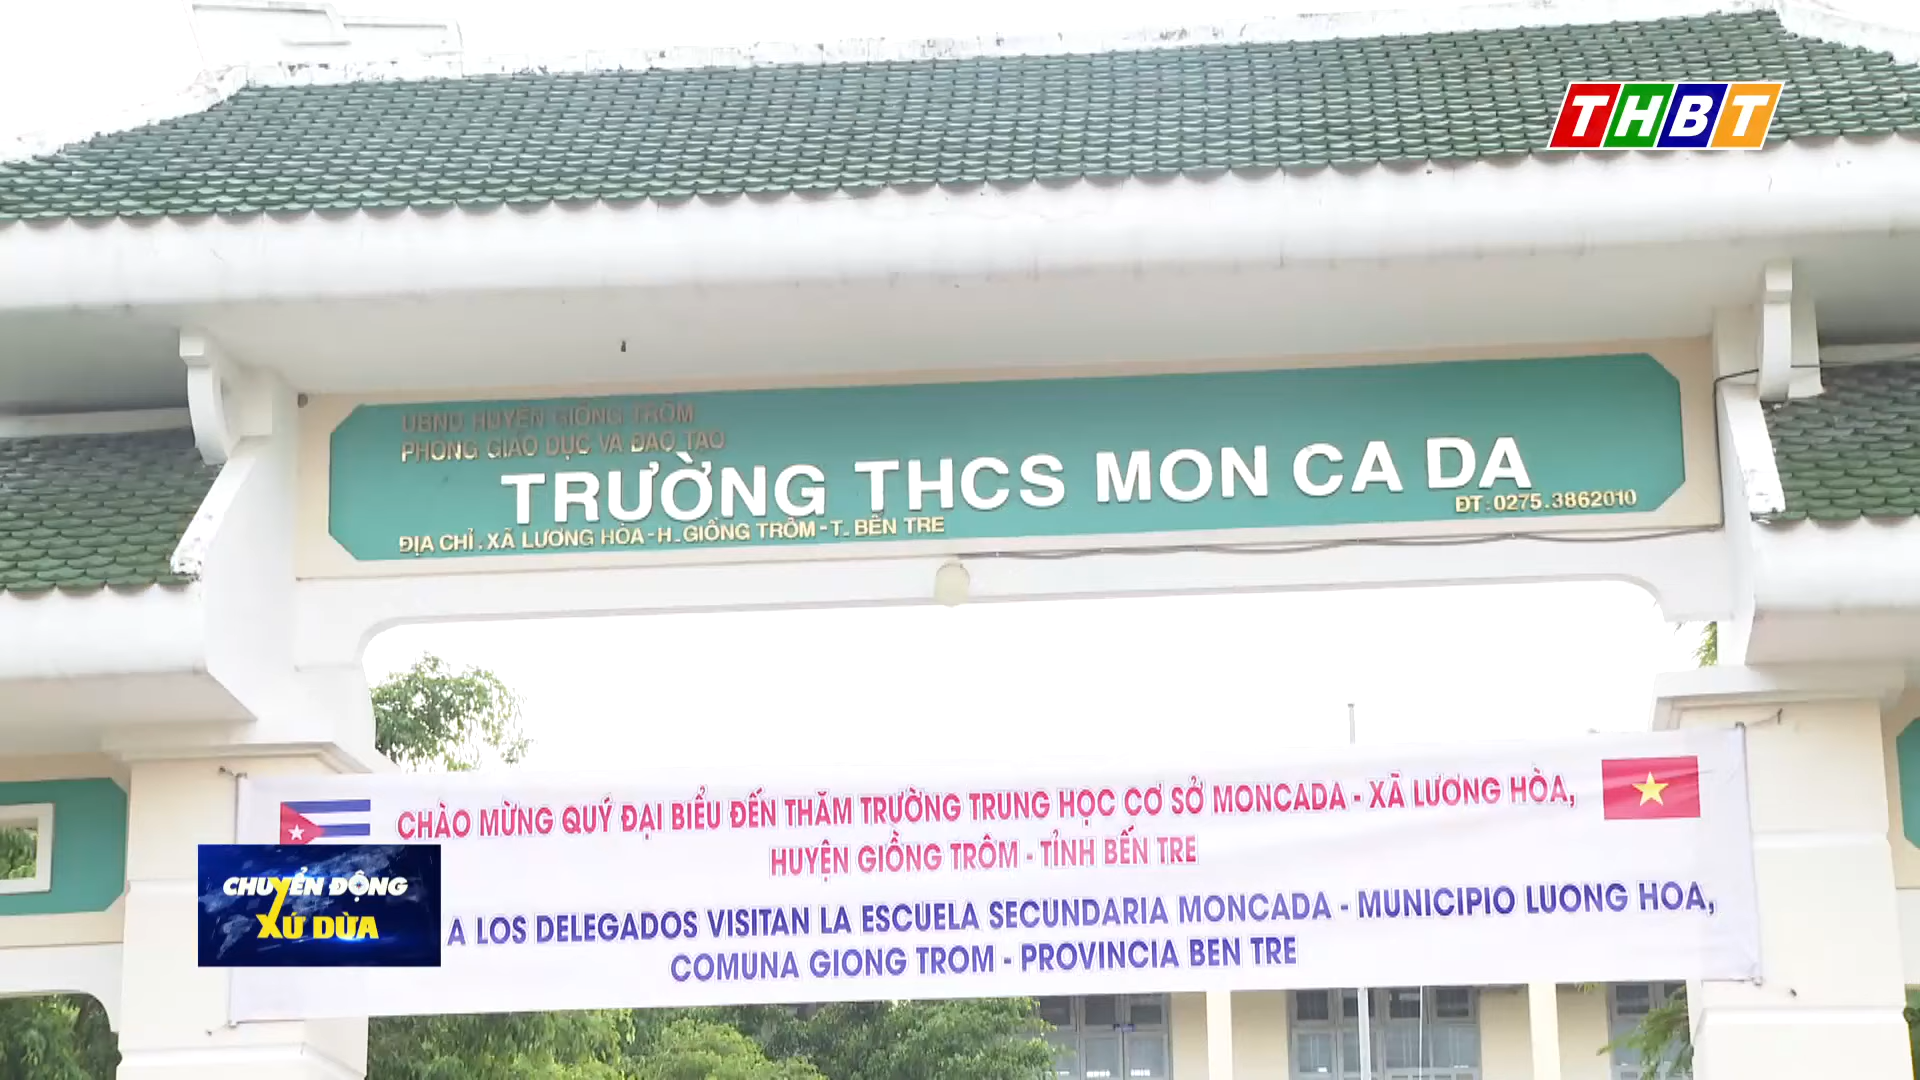 THBT
UBND HUYỆN GIỒNG TRÔM
PHÒNG GIÁO DỤC VÀ ĐÀO TẠO
TRƯỜNG THCS MON CA DA
ĐT: 0275.3862010
ĐỊA CHỈ: XÃ LƯƠNG HÒA - H. GIỒNG TRÔM - T. BẾN TRE
CHÀO MỪNG QUÝ ĐẠI BIỂU ĐẾN THĂM TRƯỜNG TRUNG HỌC CƠ SỞ MONCADA - XÃ LƯƠNG HÒA,
HUYỆN GIỒNG TRÔM - TỈNH BẾN TRE
A LOS DELEGADOS VISITAN LA ESCUELA SECUNDARIA MONCADA - MUNICIPIO LUONG HOA,
COMUNA GIONG TROM - PROVINCIA BEN TRE
CHUYỂN ĐỘNG
XỨ DỪA